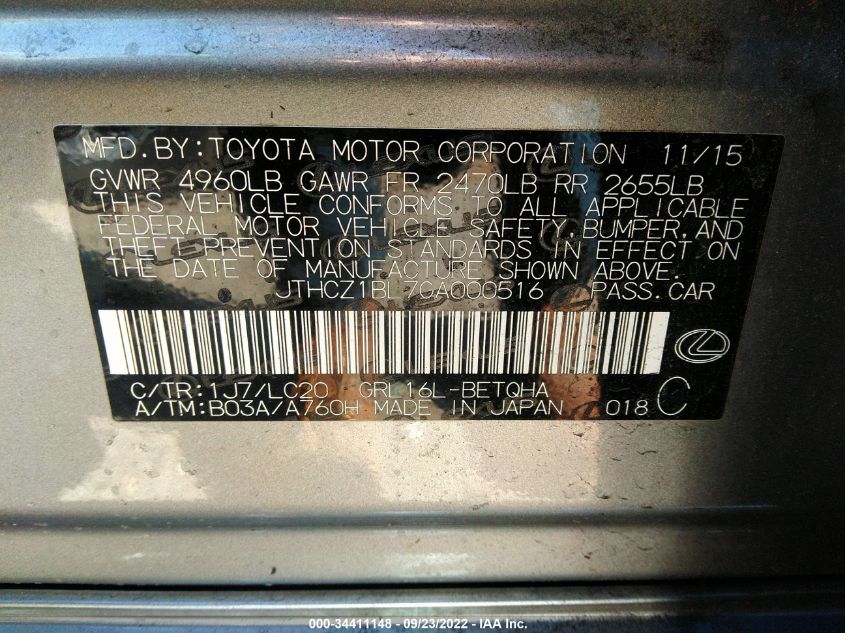 MFD.BY:TOYOTA MOTOR CORPORATION 11/15
GVWR 4960LB GAWR FR 2470LB RR 2655LB
THIS VEHICLE CONFORMS TO ALL APPLICABLE
FEDERAL MOTOR VEHICLE SAFETY,BUMPER,AND
THEFT PREVENTION STANDARDS IN EFFECT ON
THE DATE OF MANUFACTURE SHOWN ABOVE.
JTHCZ1BL7GA000516 PASS.CAR
C/TR:1J7/LC20 GRL16L-BETQHA
A/TM:B03A/A760H MADE IN JAPAN 018 C
000-34411148 - 09/23/2022 - IAA Inc.